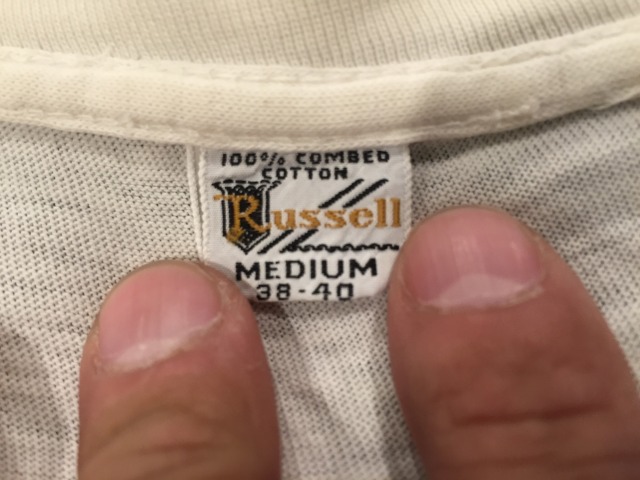 100% COMBED
COTTON
Russell
MEDIUM
38-40